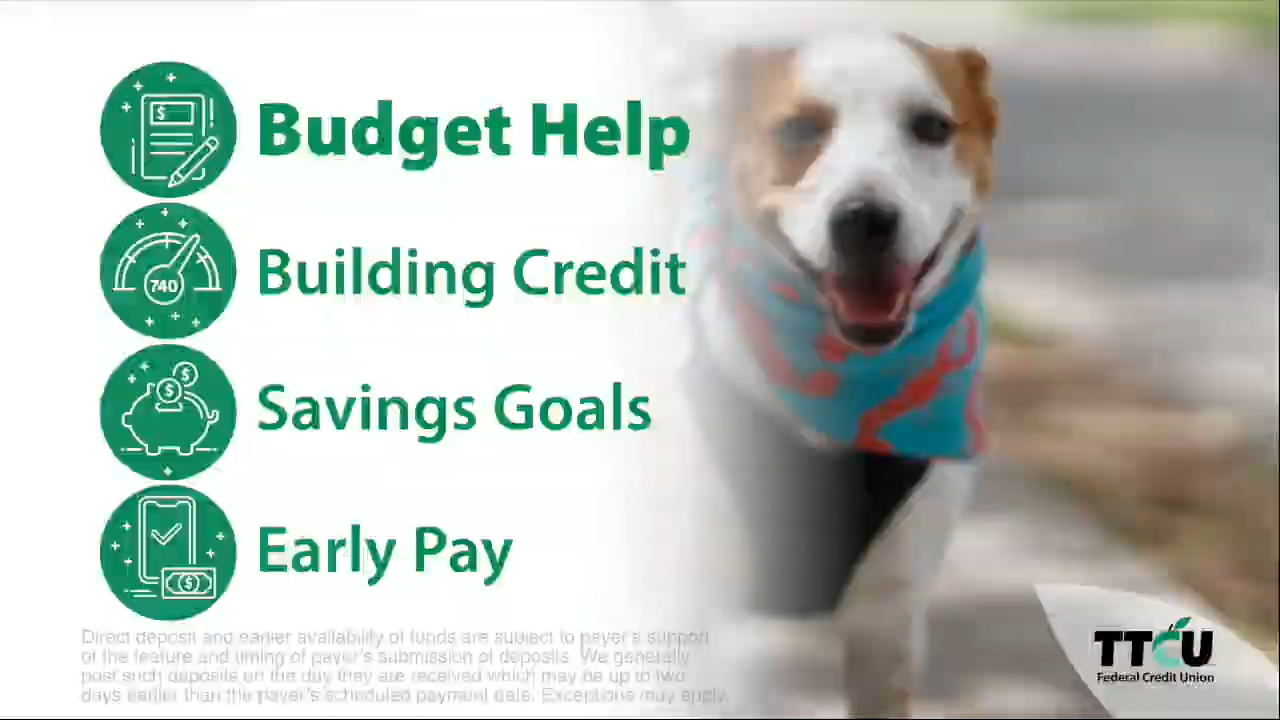 $
Budget Help
740
Building Credit
$
$
Savings Goals
$
Early Pay
Direct deposit and earlier availability of funds are subject to payer's support
of the feature and timing of payer's submission of deposits. We generally
post such deposits on the day they are received which may be up to two
days earlier than the payer's scheduled payment date. Exceptions may apply.
TTCU
Federal Credit Union